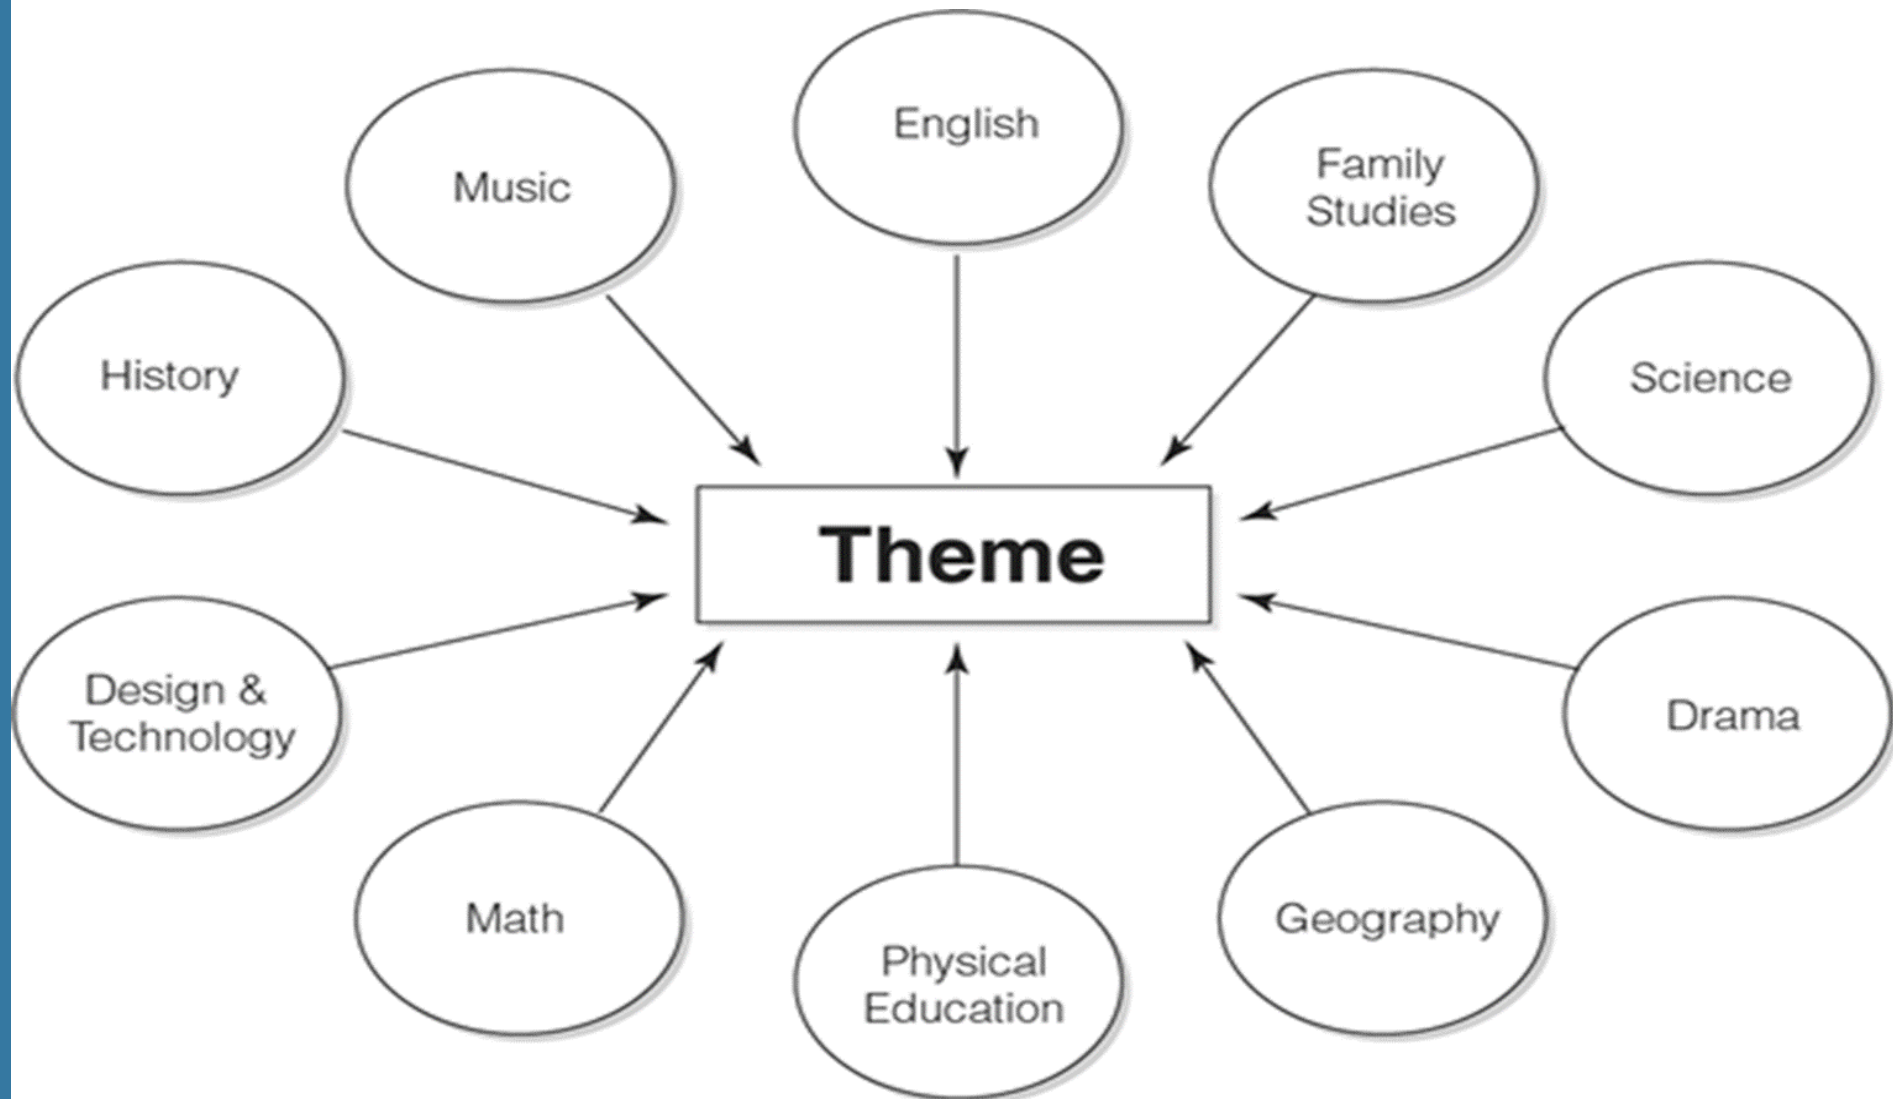 English
Music
Family
Studies
History
Science
Theme
Design &
Technology
Drama
Math
Geography
Physical
Education